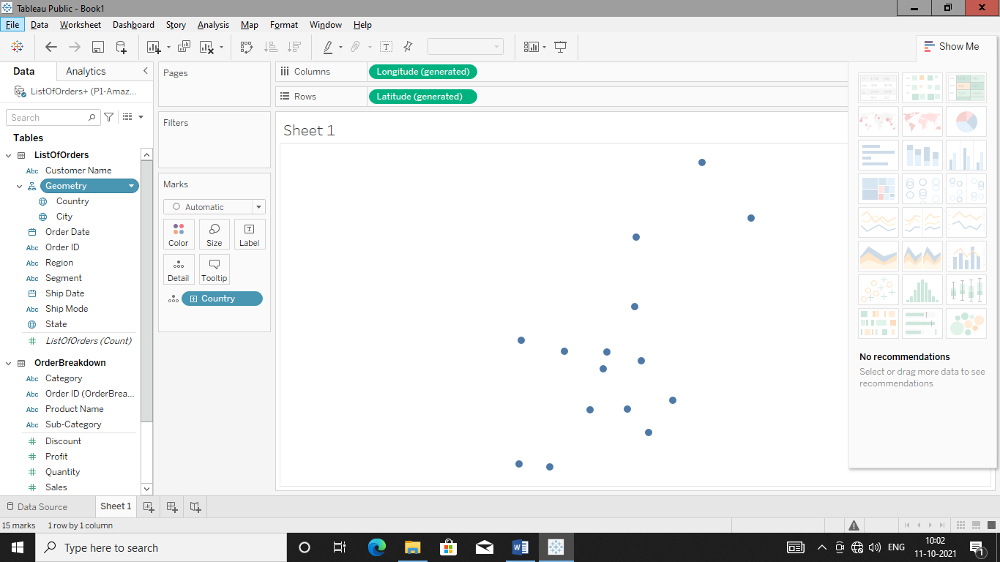 Tableau Public - Book1
File Data Worksheet Dashboard Story Analysis Map Format Window Help
Show Me
Data Analytics
ListOfOrders+ (P1-Amaz...
Search
Tables
ListOfOrders
Abc Customer Name
Geometry
Country
City
Order Date
Abc Order ID
Abc Region
Abc Segment
Ship Date
Abc Ship Mode
State
ListOfOrders (Count)
OrderBreakdown
Abc Category
Abc Order ID (OrderBrea...
Abc Product Name
Abc Sub-Category
Discount
Profit
Quantity
Sales
Pages
Filters
Marks
Automatic
Color Size Label
Detail Tooltip
Country
Columns Longitude (generated)
Rows Latitude (generated)
Sheet 1
No recommendations
Select or drag more data to see
recommendations
Data Source Sheet 1
15 marks 1 row by 1 column
Type here to search
ENG
10:02
11-10-2021
1